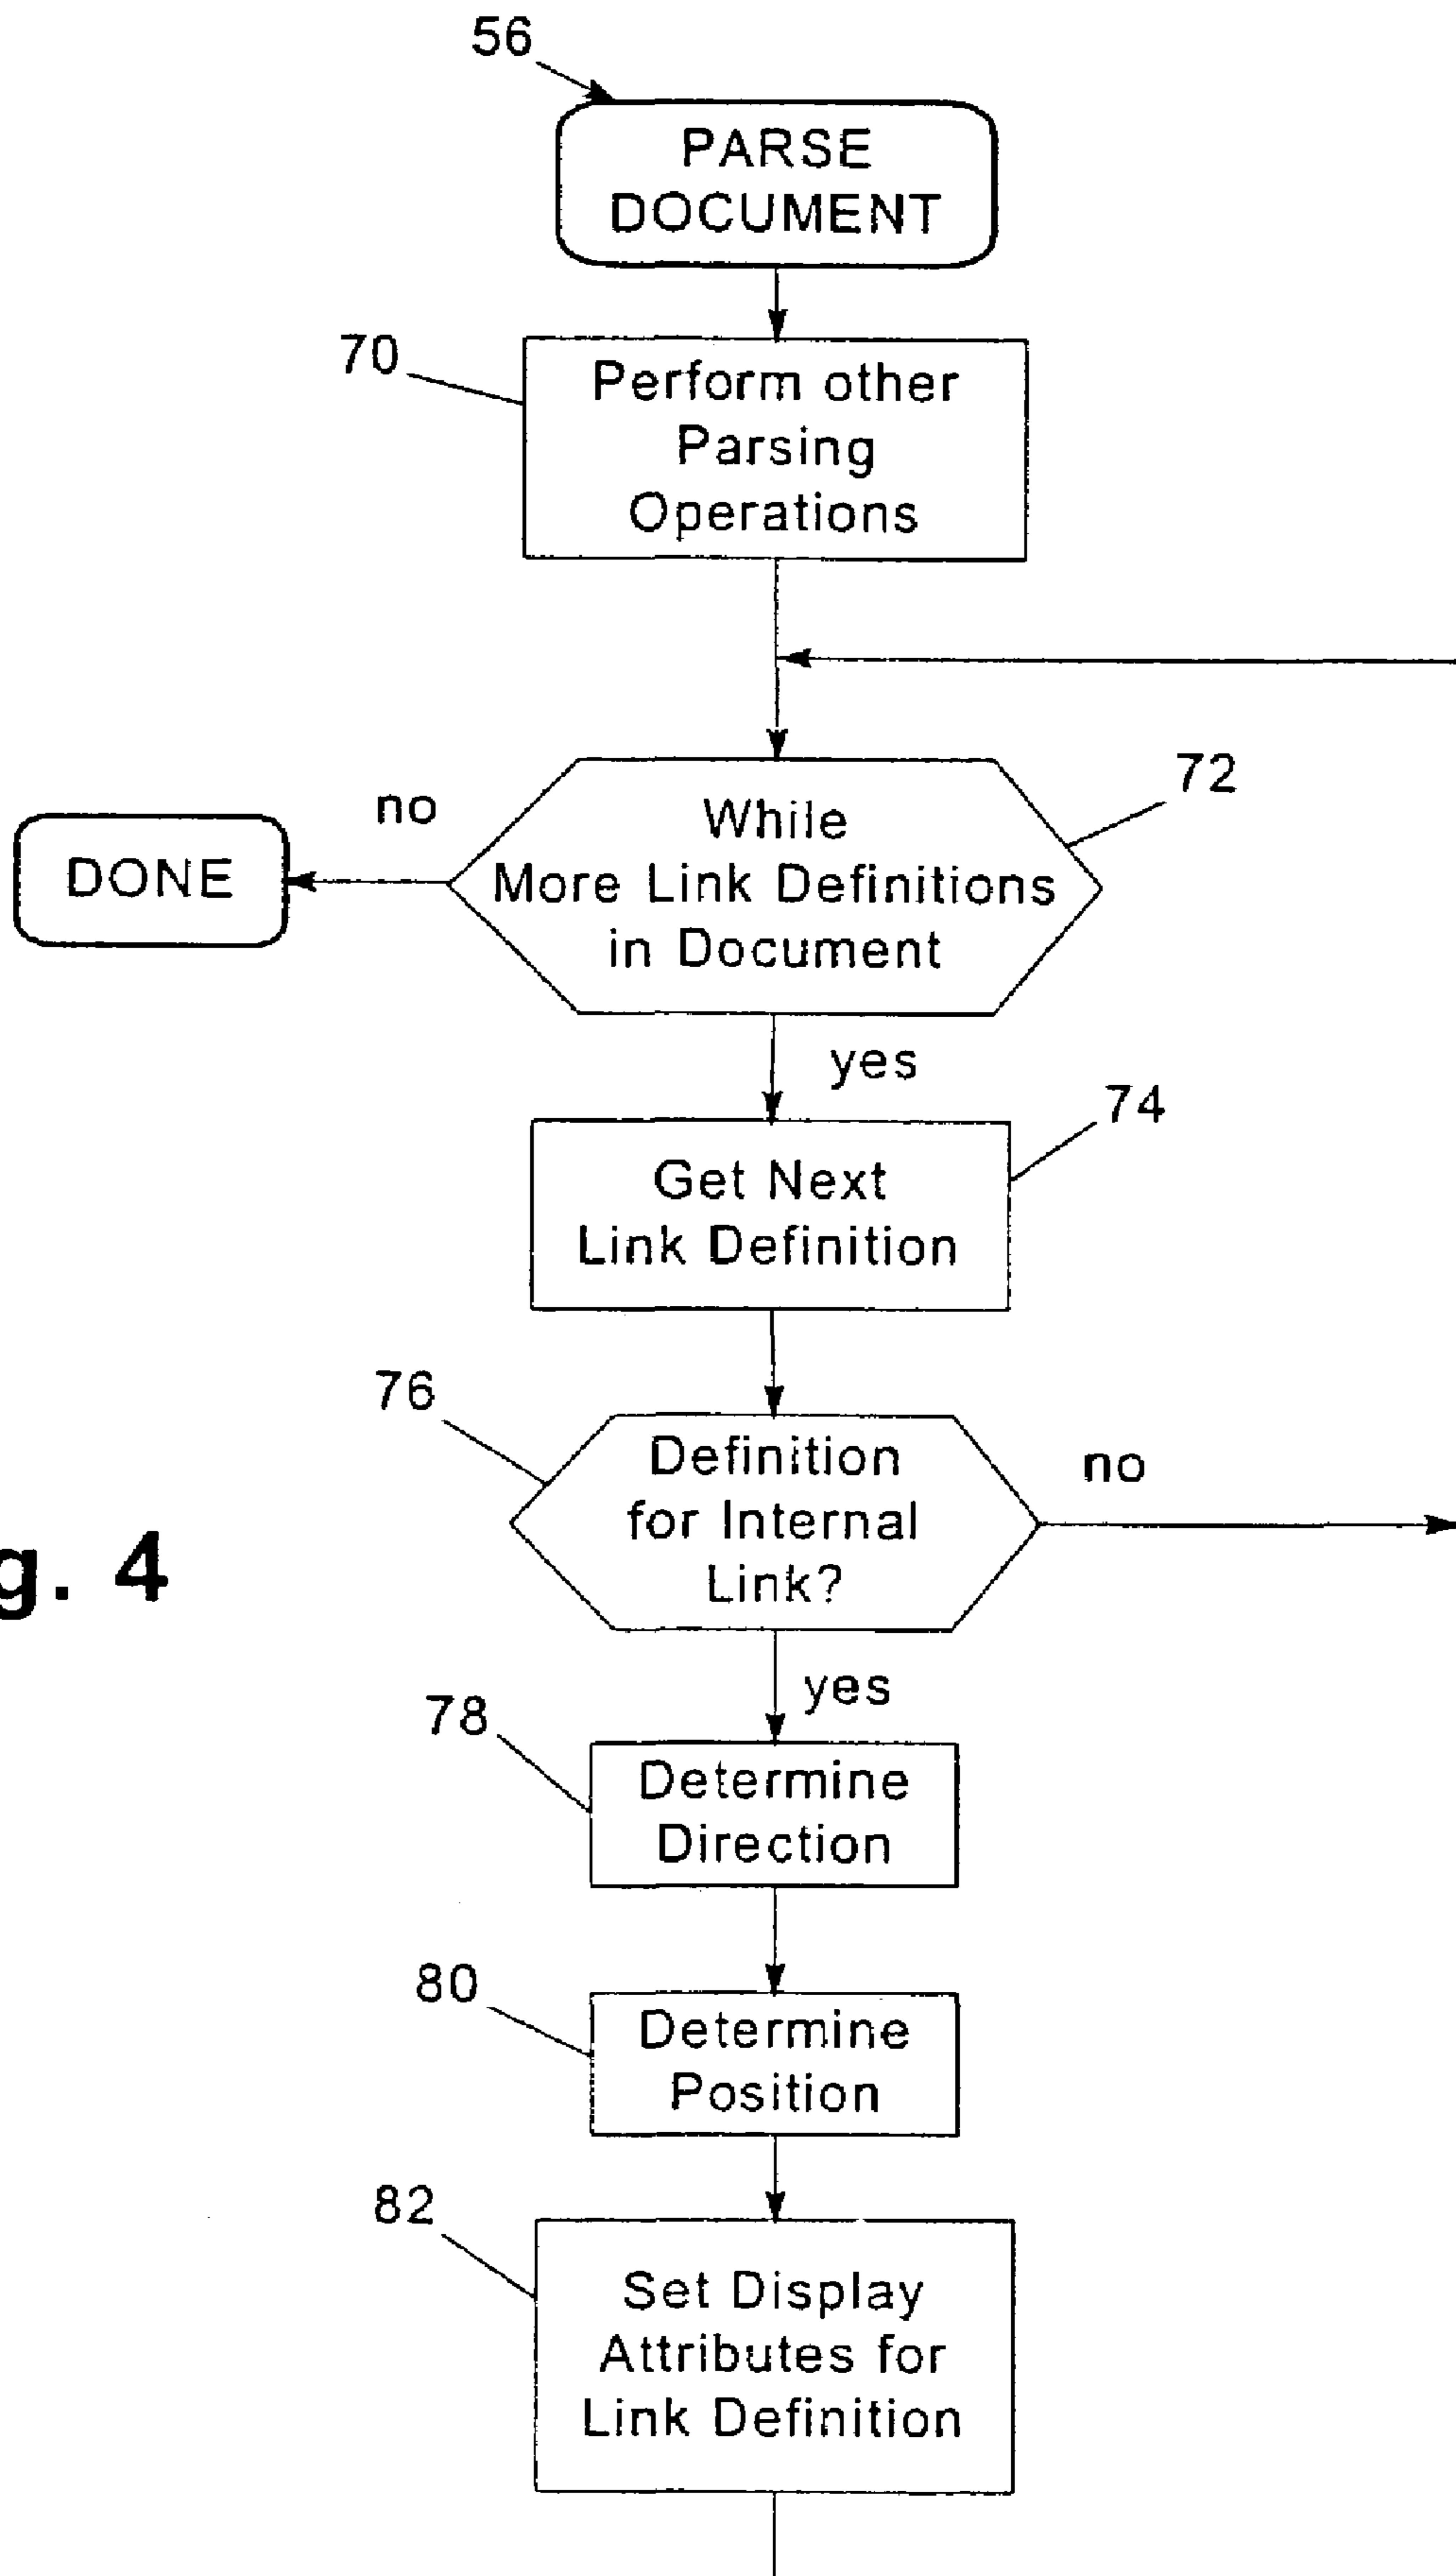 56
PARSE
DOCUMENT
70
Perform other
Parsing
Operations
72
no
While
More Link Definitions
in Document
DONE
yes
74
Get Next
Link Definition
76
Definition
for Internal
Link?
no
g. 4
yes
78
Determine
Direction
80
Determine
Position
82
Set Display
Attributes for
Link Definition